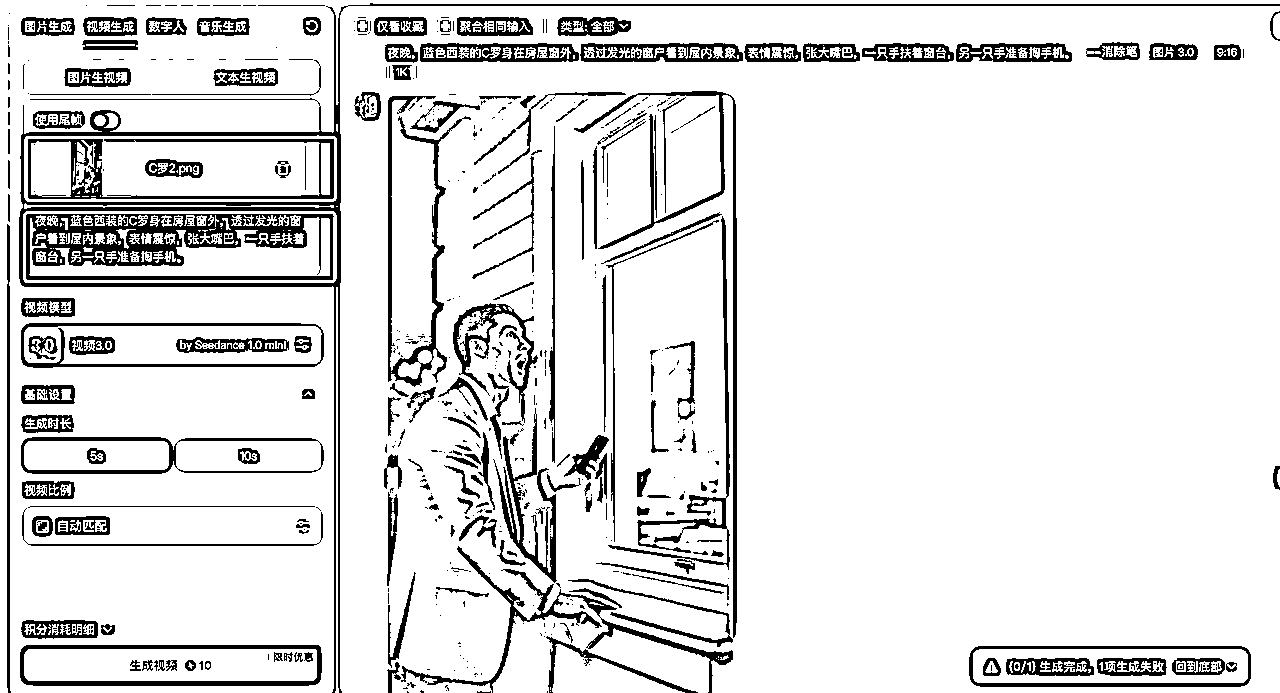 图片生成 视频生成 数字人 音乐生成
图片生视频 文本生视频
使用尾帧
C罗2.png
夜晚，蓝色西装的C罗身在房屋窗外，透过发光的窗
户看到屋内景象，表情震惊，张大嘴巴，一只手扶着
窗台，另一只手准备掏手机。
视频模型
3.0 视频3.0 by Seedance 1.0 mini
基础设置
生成时长
5s 10s
视频比例
自动匹配
积分消耗明细
限时优惠
生成视频 10
仅看收藏 聚合相同输入 类型: 全部
夜晚，蓝色西装的C罗身在房屋窗外，透过发光的窗户看到屋内景象，表情震惊，张大嘴巴，一只手扶着窗台，另一只手准备掏手机。 —消除笔 图片 3.0 9:16
1K
(0/1) 生成完成，1项生成失败 回到底部